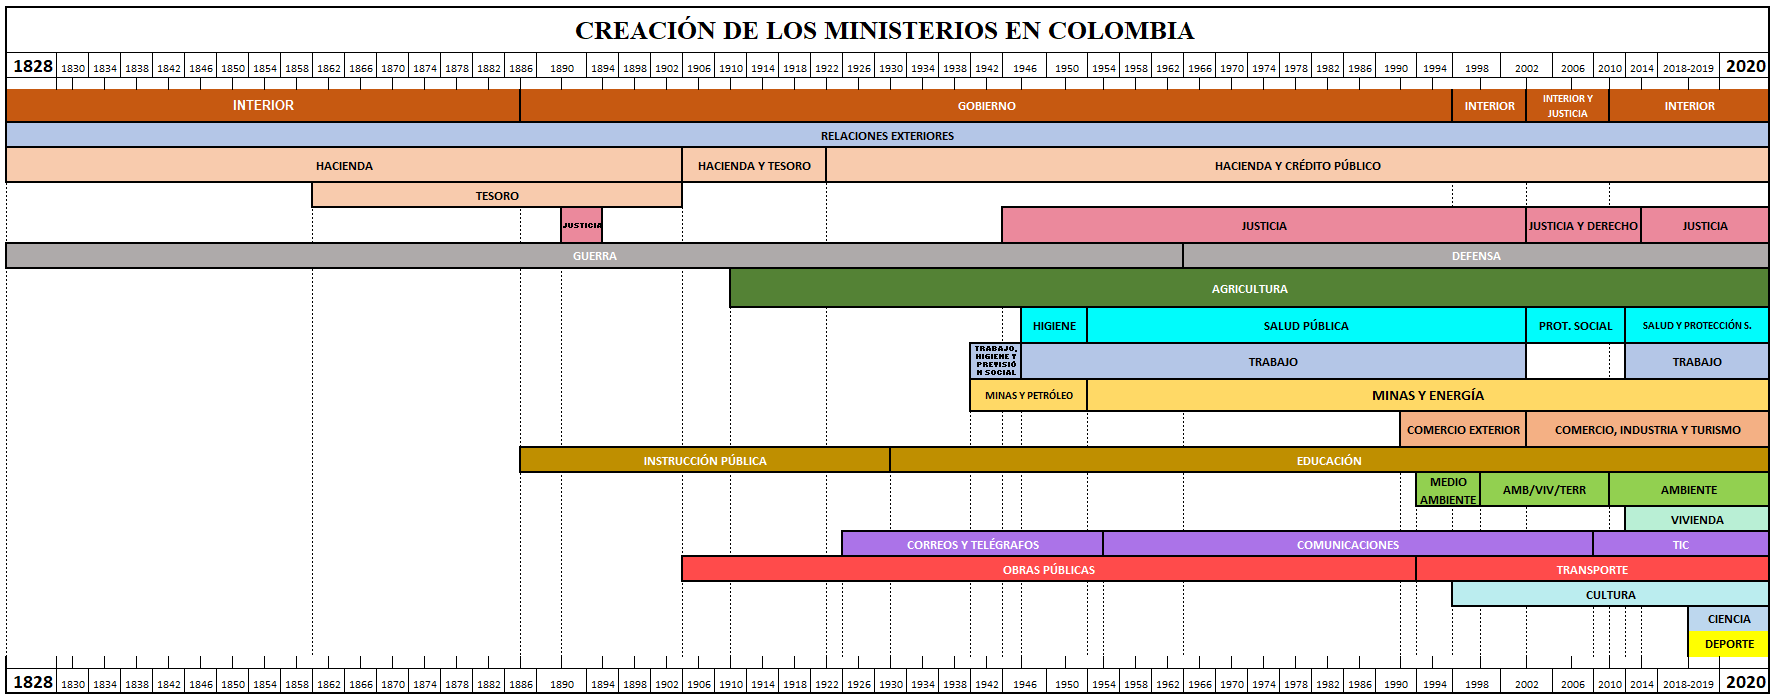 CREACIÓN DE LOS MINISTERIOS EN COLOMBIA
1828 1830 1834 1838 1842 1846 1850 1854 1858 1862 1866 1870 1874 1878 1882 1886 1890 1894 1898 1902 1906 1910 1914 1918 1922 1926 1930 1934 1938 1942 1946 1950 1954 1958 1962 1966 1970 1974 1978 1982 1986 1990 1994 1998 2002 2006 2010 2014 2018-2019 2020
INTERIOR GOBIERNO INTERIOR INTERIOR Y INTERIOR
JUSTICIA
RELACIONES EXTERIORES
HACIENDA HACIENDA Y TESORO HACIENDA Y CRÉDITO PÚBLICO
TESORO
JUSTICIA JUSTICIA JUSTICIA Y DERECHO JUSTICIA
GUERRA DEFENSA
AGRICULTURA
HIGIENE SALUD PÚBLICA PROT. SOCIAL SALUD Y PROTECCIÓN S.
TRABAJO,
HIGIENE Y
PREVISIÓ
N SOCIAL
TRABAJO TRABAJO
MINAS Y PETRÓLEO MINAS Y ENERGÍA
COMERCIO EXTERIOR COMERCIO, INDUSTRIA Y TURISMO
INSTRUCCIÓN PÚBLICA EDUCACIÓN
MEDIO
AMBIENTE
AMB/VIV/TERR AMBIENTE
VIVIENDA
CORREOS Y TELÉGRAFOS COMUNICACIONES TIC
OBRAS PÚBLICAS TRANSPORTE
CULTURA
CIENCIA
DEPORTE
1828 1830 1834 1838 1842 1846 1850 1854 1858 1862 1866 1870 1874 1878 1882 1886 1890 1894 1898 1902 1906 1910 1914 1918 1922 1926 1930 1934 1938 1942 1946 1950 1954 1958 1962 1966 1970 1974 1978 1982 1986 1990 1994 1998 2002 2006 2010 2014 2018-2019 2020